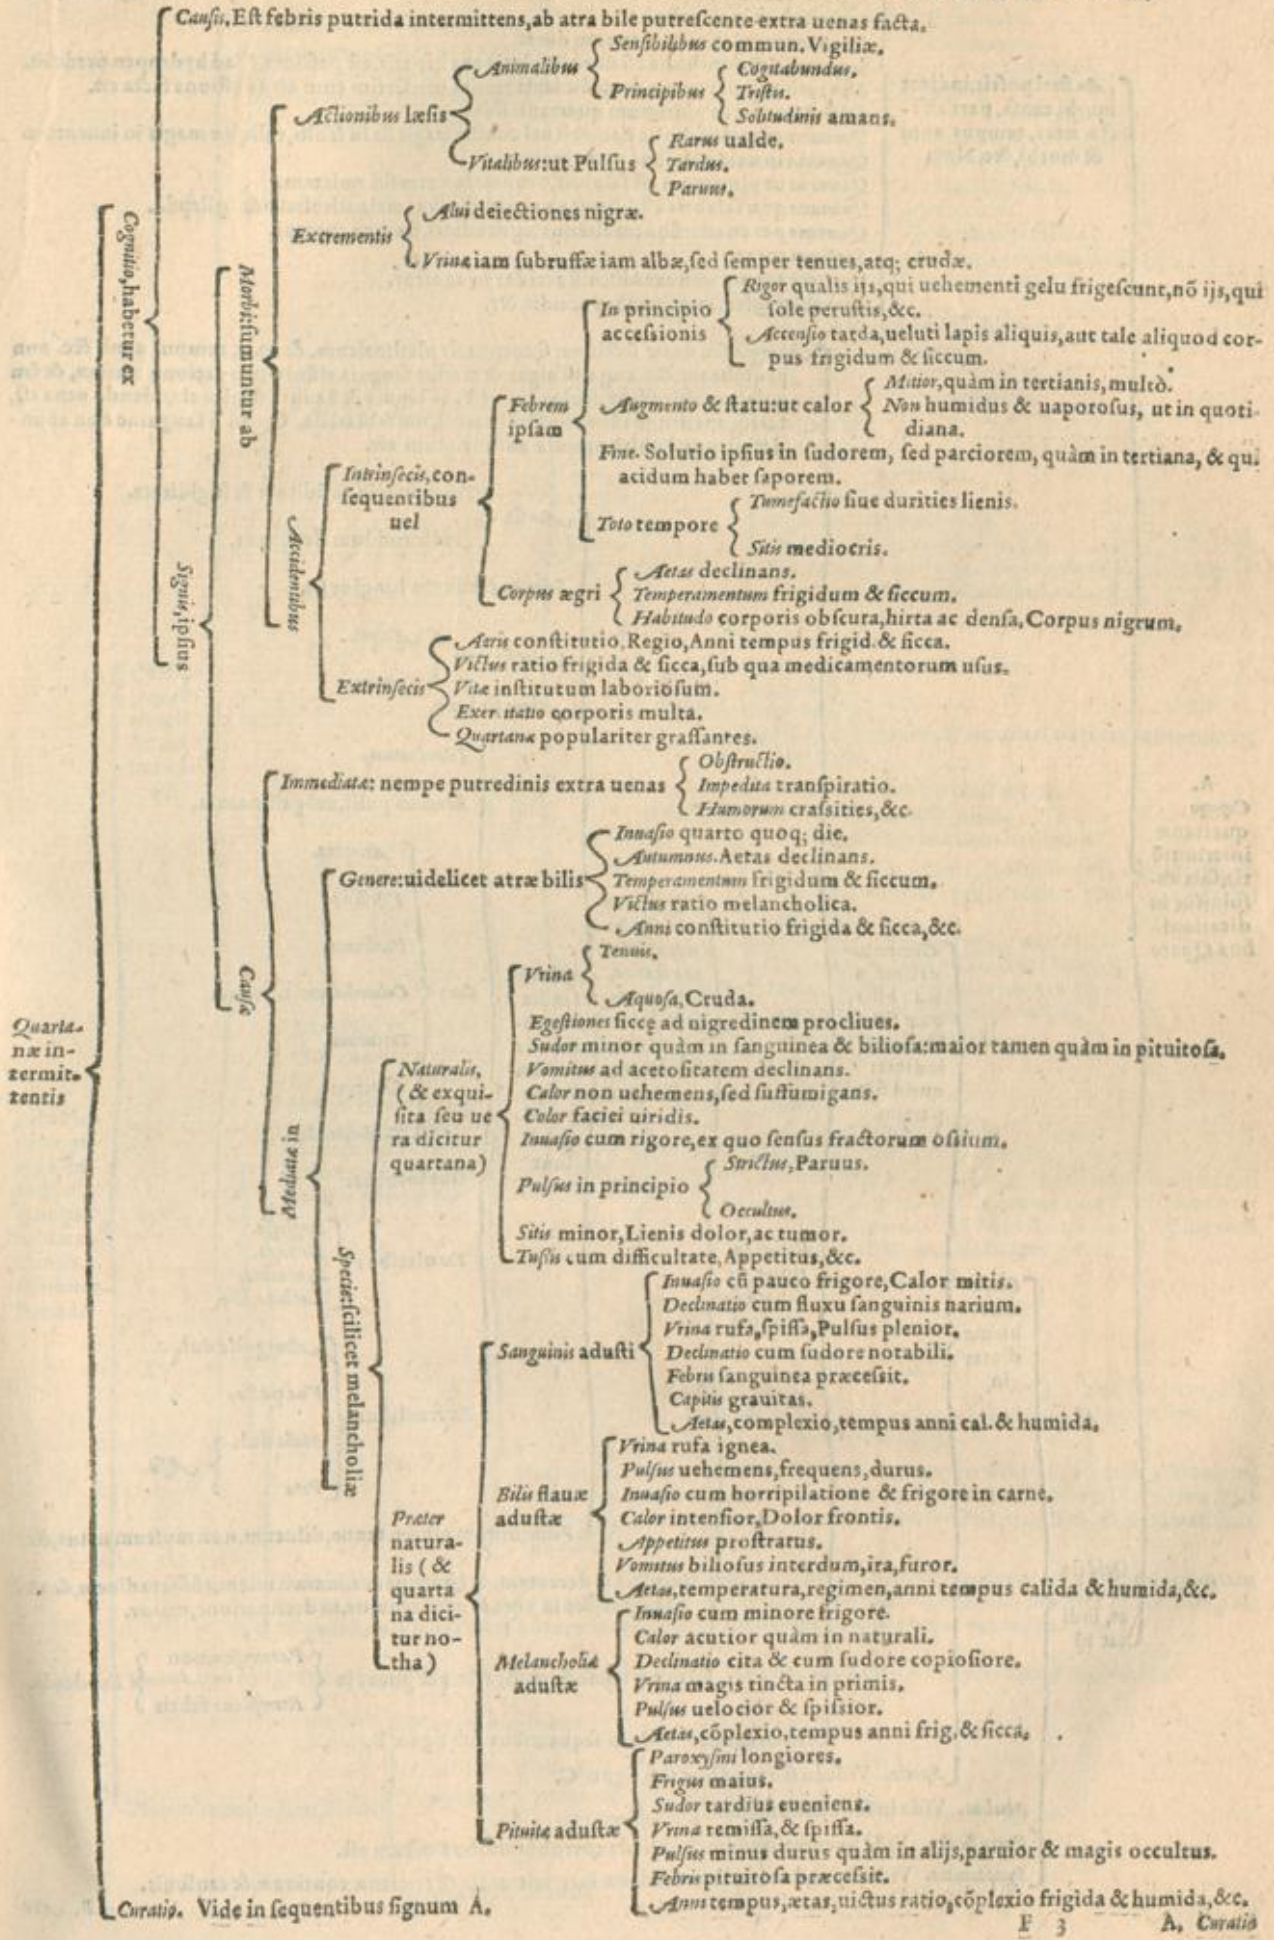 Causis. Est febris putrida intermittens, ab atra bile putrescente extra uenas facta.
Sensibilibus commun. Vigiliæ.
Animalibus
Cogitabundus.
Principibus
Tristis.
Solitudinis amans.
Actionibus læsis
Rarus ualde.
Vitalibus: ut Pulsus
Tardus.
Paruus.
Cognitio, habetur ex
Alui deiectiones nigræ.
Excrementis
Vrinæ iam subruffæ iam albæ, sed semper tenues, atq; crudæ.
Morbi: sumuntur ab
Rigor qualis ijs, qui uehementi gelu frigescunt, nõ ijs, qui
In principio
sole perustis, &c.
accessionis
Accensio tarda, ueluti lapis aliquis, aut tale aliquod cor-
pus frigidum & siccum.
Maior, quàm in tertianis, multò.
Febrem
ipsam
Augmento & statu: ut calor
Non humidus & uaporosus, ut in quoti-
diana.
Fine. Solutio ipsius in sudorem, sed parciorem, quàm in tertiana, & qui
acidum habet saporem.
Intrinsecis, con-
sequentibus
uel
Tumefactio siue durities lienis.
Toto tempore
Sitis mediocris.
Accidentibus
Signis, ipsius
Aetas declinans.
Corpus ægri
Temperamentum frigidum & siccum.
Habitudo corporis obscura, hirta ac densa, Corpus nigrum.
Aeris constitutio, Regio, Anni tempus frigid. & sicca.
Victus ratio frigida & sicca, sub qua medicamentorum usus.
Extrinsecis
Vitæ institutum laboriosum.
Exercitatio corporis multa.
Quartanæ populariter grassantes.
Obstructio.
Immediatæ: nempe putredinis extra uenas
Impedita transpiratio.
Humorum crassities, &c.
Inuasio quarto quoq; die.
Autumnus. Aetas declinans.
Genere: uidelicet atræ bilis
Temperamentum frigidum & siccum.
Victus ratio melancholica.
Anni constitutio frigida & sicca, &c.
Causæ
Quarta-
næ in-
termit-
tentis
Tenuis.
Vrina
Aquosa, Cruda.
Egestiones siccę ad nigredinem procliues.
Sudor minor quàm in sanguinea & biliosa: maior tamen quàm in pituitosa.
Naturalis,
(& exqui-
sita seu ue
ra dicitur
quartana)
Vomitus ad acetositatem declinans.
Calor non uehemens, sed suffumigans.
Color faciei uiridis.
Inuasio cum rigore, ex quo sensus fractorum ossium.
Mediatæ in
Strictus, Paruus.
Pulsus in principio
Occultus.
Sitis minor, Lienis dolor, ac tumor.
Tussis cum difficultate, Appetitus, &c.
Specie: scilicet melancholiæ
Inuasio cũ pauco frigore, Calor mitis.
Declinatio cum fluxu sanguinis narium.
Vrina rufa, spissa, Pulsus plenior.
Sanguinis adusti
Declinatio cum sudore notabili.
Febris sanguinea præcessit.
Capitis grauitas.
Aetas, complexio, tempus anni cal. & humida.
Vrina rufa ignea.
Pulsus uehemens, frequens, durus.
Bilis flauæ
adustæ
Inuasio cum horripilatione & frigore in carne.
Calor intensior, Dolor frontis.
Appetitus prostratus.
Vomitus biliosus interdum, ira, furor.
Aetas, temperatura, regimen, anni tempus calida & humida, &c.
Præter
natura-
lis (&
quarta
na dici-
tur no-
tha)
Inuasio cum minore frigore.
Calor acutior quàm in naturali.
Melancholiæ
adustæ
Declinatio cita & cum sudore copiosiore.
Vrina magis tincta in primis.
Pulsus uelocior & spissior.
Aetas, cõplexio, tempus anni frig. & sicca.
Paroxysmi longiores.
Frigus maius.
Sudor tardius eueniens.
Pituitæ adustæ
Vrina remissa, & spissa.
Pulsus minus durus quàm in alijs, paruior & magis occultus.
Febris pituitosa præcessit.
Anni tempus, ætas, uictus ratio, cõplexio frigida & humida, &c.
Curatio. Vide in sequentibus signum A.
F 3
A. Curatio